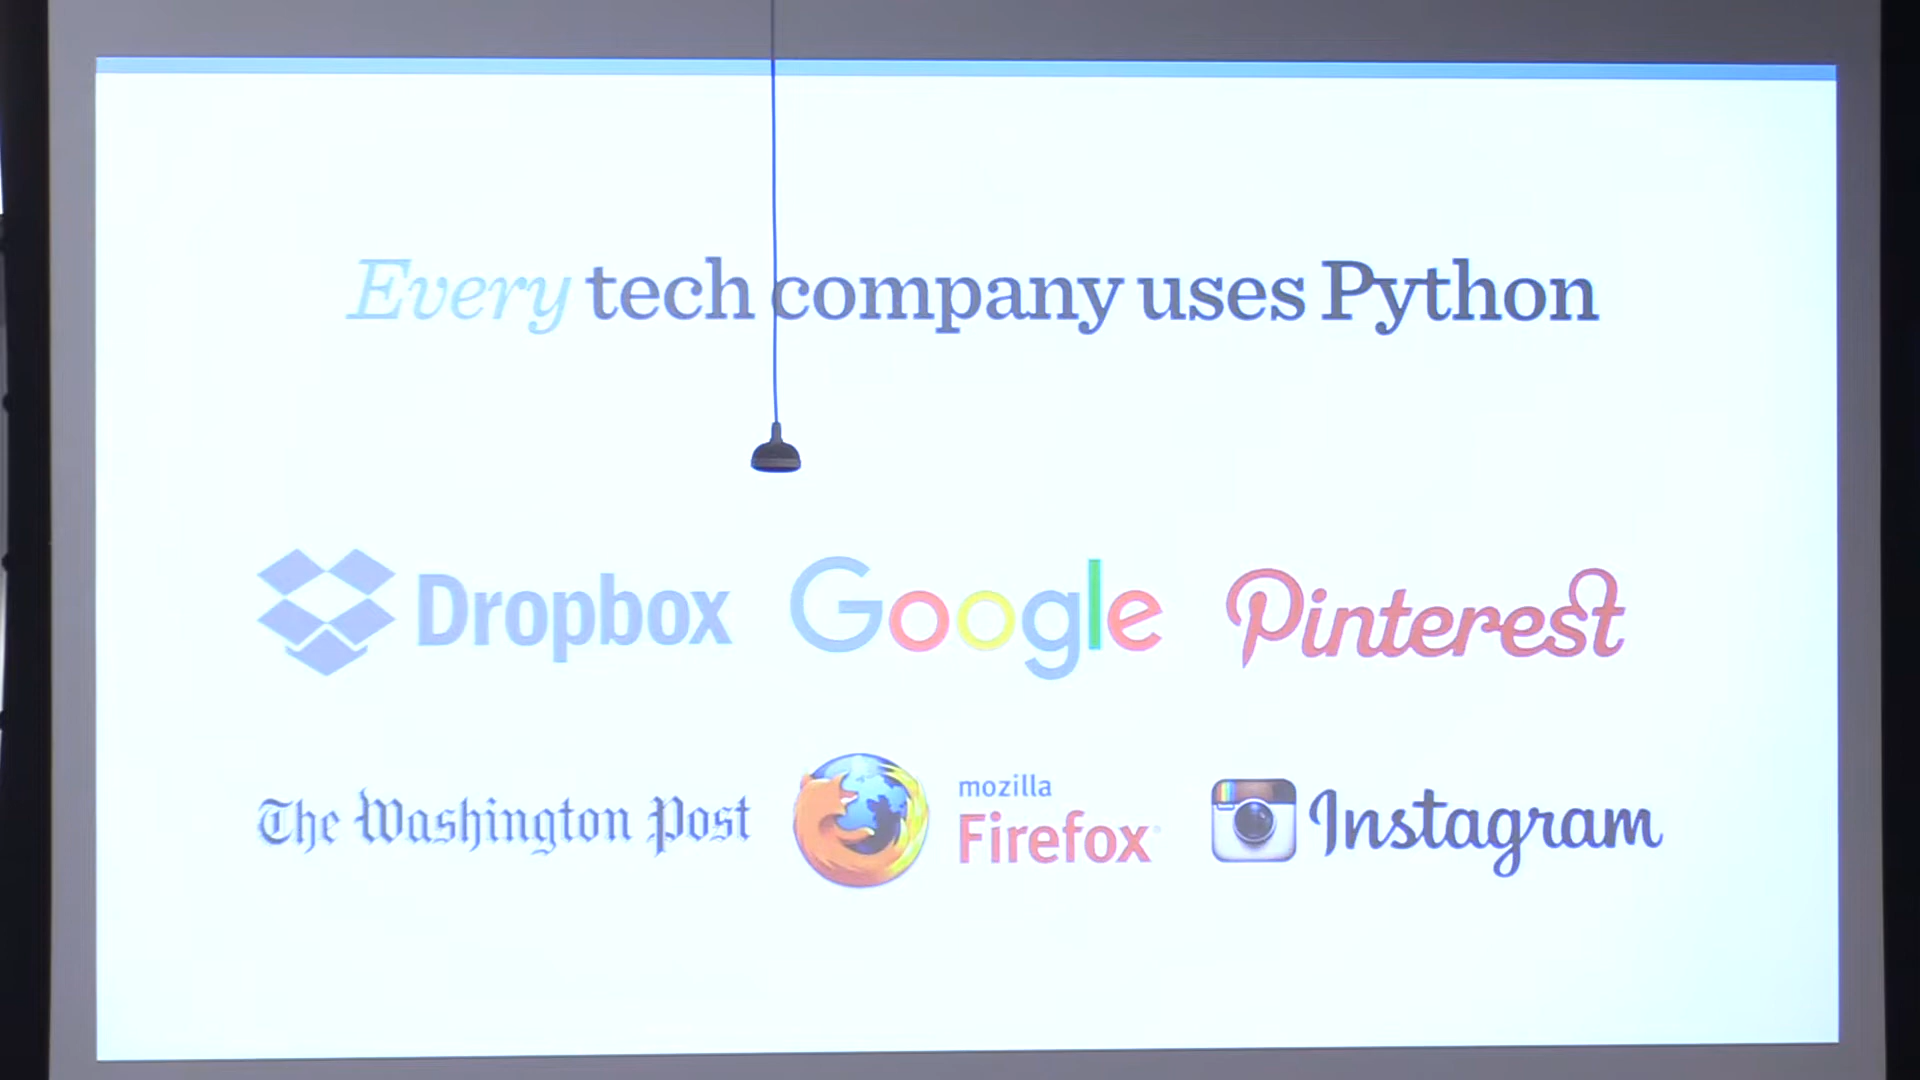 Every tech company uses Python
Dropbox
Google
Pinterest
The Washington Post
mozilla
Firefox
Instagram